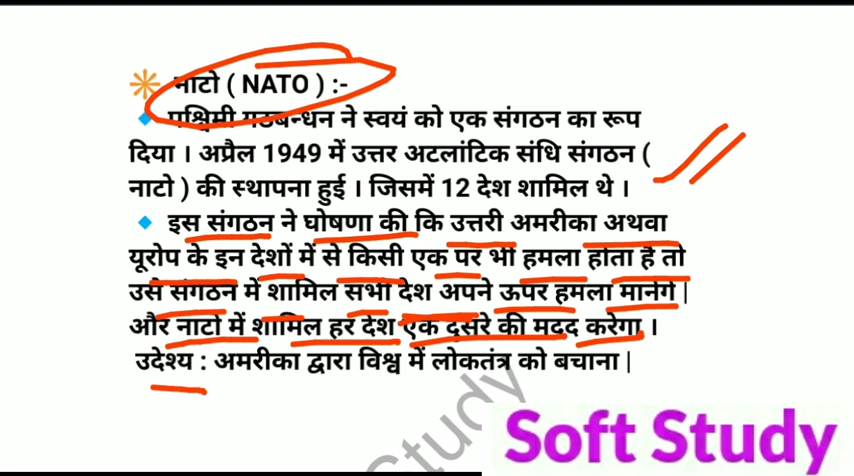 नाटो ( NATO ) :-
पश्चिमी गठबन्धन ने स्वयं को एक संगठन का रूप
दिया । अप्रैल 1949 में उत्तर अटलांटिक संधि संगठन (
नाटो ) की स्थापना हुई । जिसमें 12 देश शामिल थे ।
इस संगठन ने घोषणा की कि उत्तरी अमरीका अथवा
यूरोप के इन देशों में से किसी एक पर भी हमला होता है तो
उसे संगठन में शामिल सभी देश अपने ऊपर हमला मानेंगे |
और नाटो में शामिल हर देश एक दूसरे की मदद करेगा ।
उदेश्य : अमरीका द्वारा विश्व में लोकतंत्र को बचाना |
Study
Soft Study